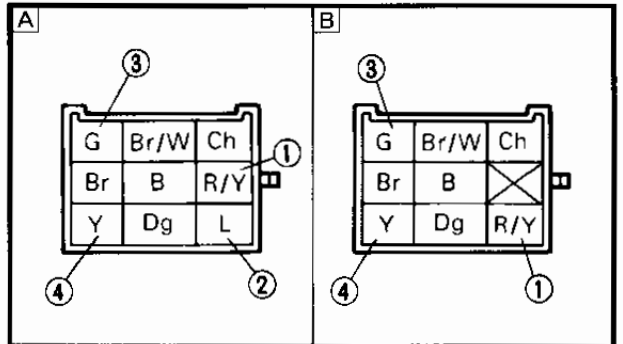 A
B
③
③
G Br/W Ch
①
G Br/W Ch
Br B R/Y
Br B
Y Dg L
Y Dg R/Y
④
②
④
①